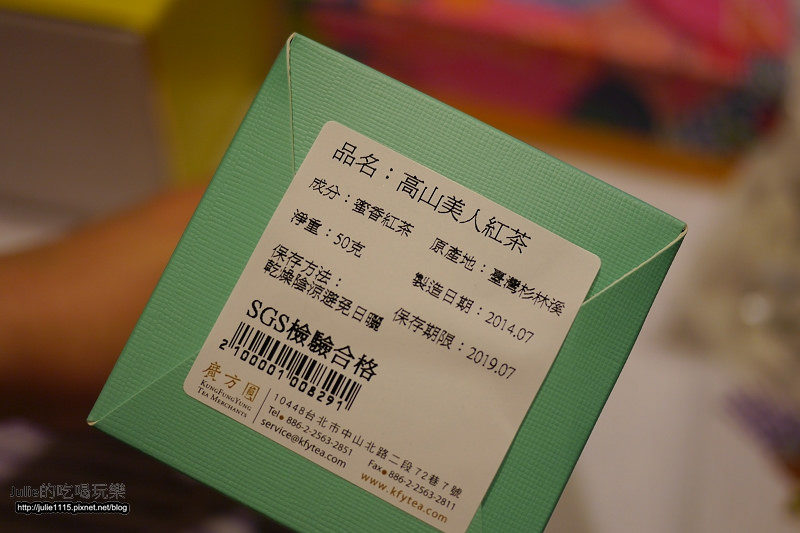 品名：高山美人紅茶
成分：蜜香紅茶
原產地：臺灣杉林溪
淨重：50克
製造日期：2014.07
保存方法：
乾燥陰涼避免日曬
保存期限：2019.07
SGS檢驗合格
2100001006291
廣方圓
KUNGFUNGYUNG
TEA MERCHANTS
10448台北市中山北路二段72巷7號
Tel● 886-2-2563-2851
Fax● 886-2-2563-2811
service@kfytea.com
www.kfytea.com
Julie的吃喝玩樂
http://julie1115.pixnet.net/blog